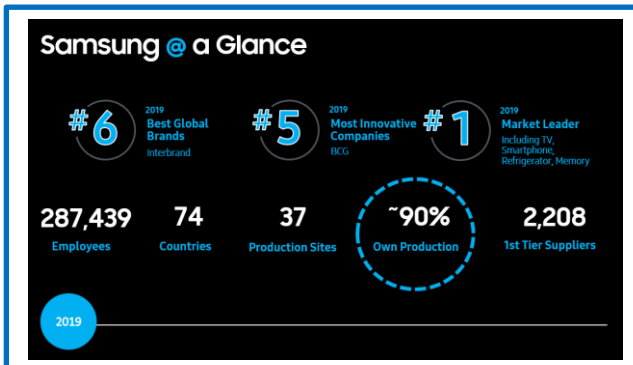 Samsung @ a Glance
#6
2019
Best Global
Brands
Interbrand
#5
2019
Most Innovative
Companies
BCG
#1
2019
Market Leader
Including TV,
Smartphone,
Refrigerator, Memory
287,439
Employees
74
Countries
37
Production Sites
~90%
Own Production
2,208
1st Tier Suppliers
2019